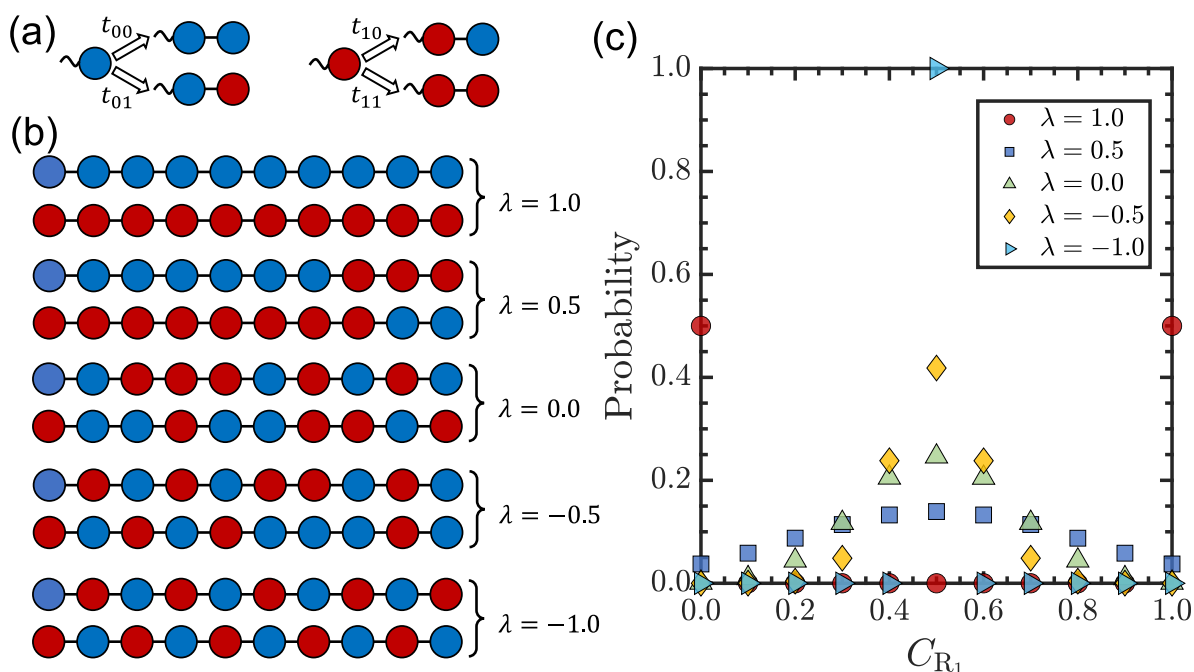 (a)
t₀₀
t₀₁
t₁₀
t₁₁
(b)
λ = 1.0
λ = 0.5
λ = 0.0
λ = −0.5
λ = −1.0
(c)
1.0
0.8
0.6
0.4
0.2
0.0
Probability
λ = 1.0
λ = 0.5
λ = 0.0
λ = −0.5
λ = −1.0
0.0 0.2 0.4 0.6 0.8 1.0
C_R₁